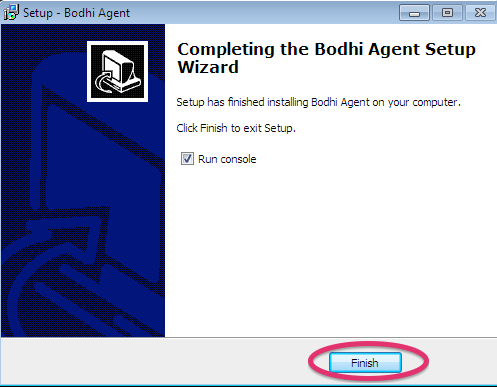 Setup - Bodhi Agent
Completing the Bodhi Agent Setup
Wizard
Setup has finished installing Bodhi Agent on your computer.
Click Finish to exit Setup.
Run console
Finish